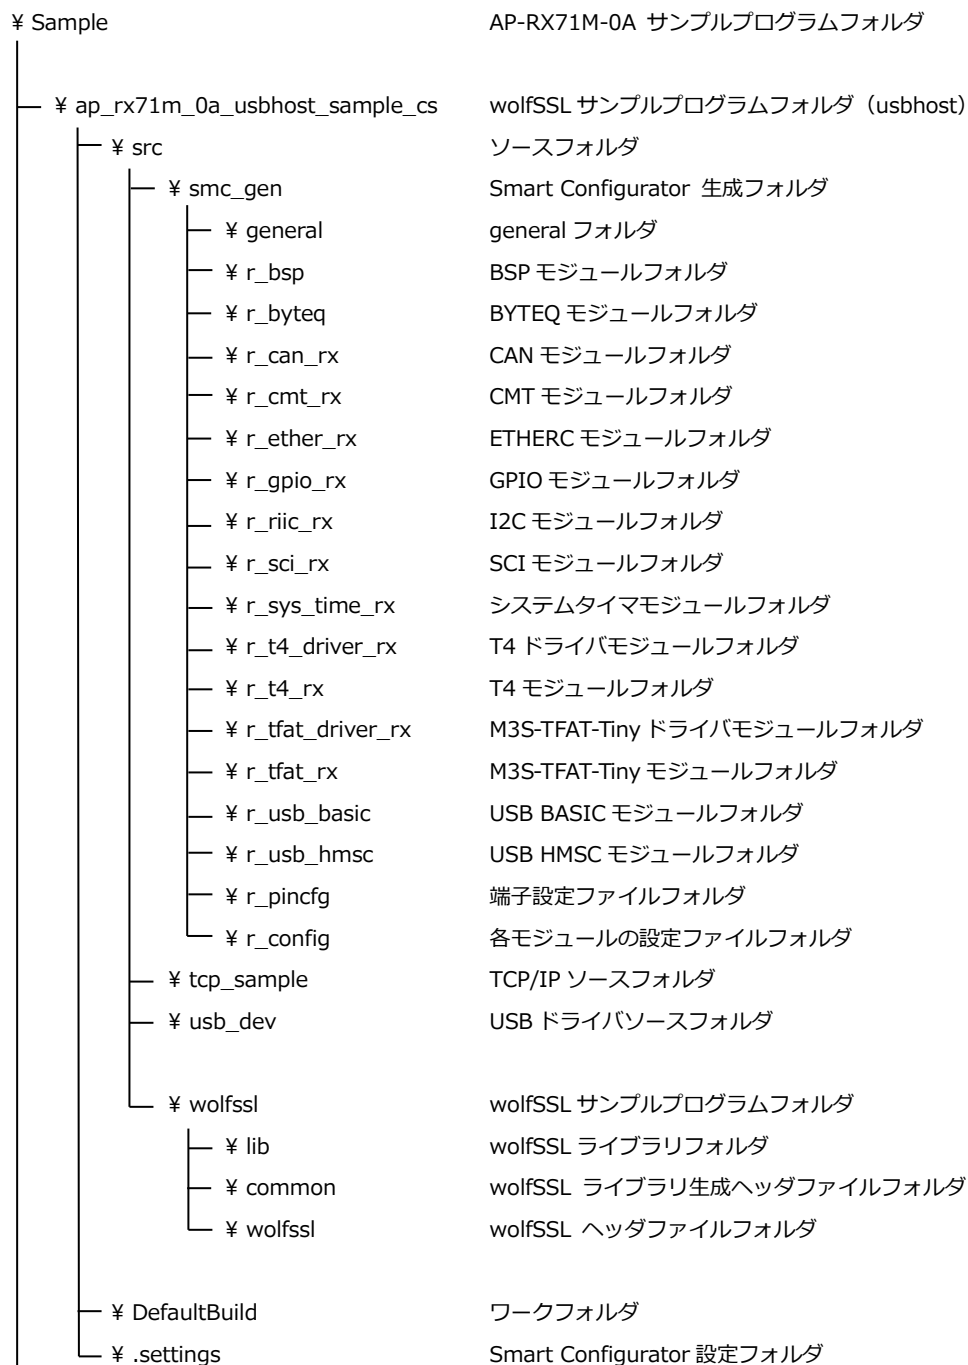 ¥ Sample AP-RX71M-0A サンプルプログラムフォルダ
¥ ap_rx71m_0a_usbhost_sample_cs wolfSSL サンプルプログラムフォルダ（usbhost）
¥ src ソースフォルダ
¥ smc_gen Smart Configurator 生成フォルダ
¥ general general フォルダ
¥ r_bsp BSP モジュールフォルダ
¥ r_byteq BYTEQ モジュールフォルダ
¥ r_can_rx CAN モジュールフォルダ
¥ r_cmt_rx CMT モジュールフォルダ
¥ r_ether_rx ETHERC モジュールフォルダ
¥ r_gpio_rx GPIO モジュールフォルダ
¥ r_riic_rx I2C モジュールフォルダ
¥ r_sci_rx SCI モジュールフォルダ
¥ r_sys_time_rx システムタイマモジュールフォルダ
¥ r_t4_driver_rx T4 ドライバモジュールフォルダ
¥ r_t4_rx T4 モジュールフォルダ
¥ r_tfat_driver_rx M3S-TFAT-Tiny ドライバモジュールフォルダ
¥ r_tfat_rx M3S-TFAT-Tiny モジュールフォルダ
¥ r_usb_basic USB BASIC モジュールフォルダ
¥ r_usb_hmsc USB HMSC モジュールフォルダ
¥ r_pincfg 端子設定ファイルフォルダ
¥ r_config 各モジュールの設定ファイルフォルダ
¥ tcp_sample TCP/IP ソースフォルダ
¥ usb_dev USB ドライバソースフォルダ
¥ wolfssl wolfSSL サンプルプログラムフォルダ
¥ lib wolfSSL ライブラリフォルダ
¥ common wolfSSL ライブラリ生成ヘッダファイルフォルダ
¥ wolfssl wolfSSL ヘッダファイルフォルダ
¥ DefaultBuild ワークフォルダ
¥ .settings Smart Configurator 設定フォルダ